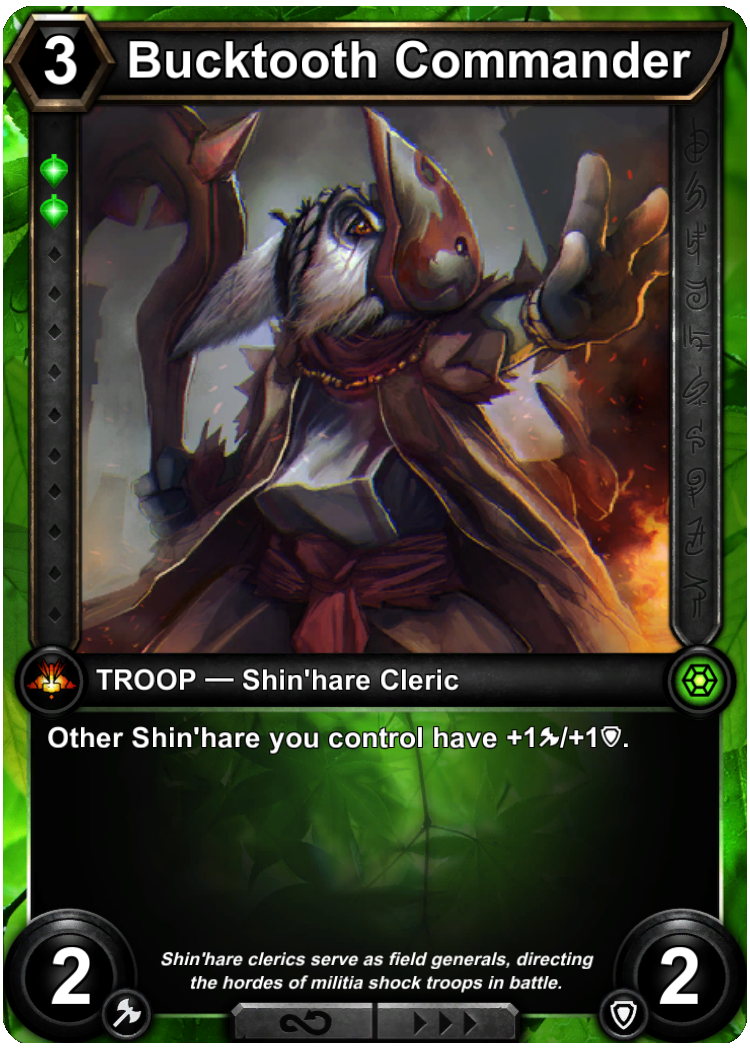 3 Bucktooth Commander
TROOP — Shin'hare Cleric
Other Shin'hare you control have +1/+1.
Shin'hare clerics serve as field generals, directing
the hordes of militia shock troops in battle.
2 2